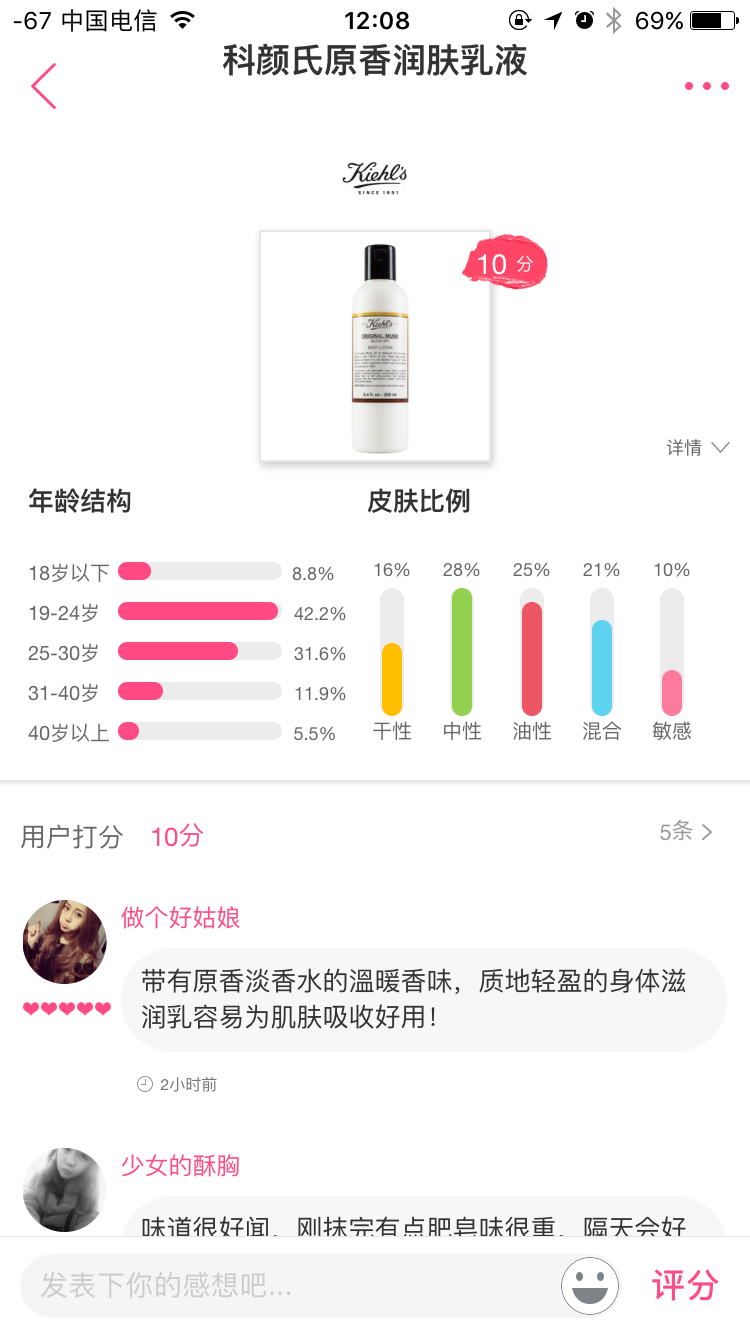 -67 中国电信 12:08 69%
科颜氏原香润肤乳液
Kiehl's
SINCE 1851
10 分
Kiehl's
ORIGINAL MUSK
BODY LOTION
8.4 fl. oz - 250 ml
详情
年龄结构 皮肤比例
18岁以下 8.8%
19-24岁 42.2%
25-30岁 31.6%
31-40岁 11.9%
40岁以上 5.5%
16% 28% 25% 21% 10%
干性 中性 油性 混合 敏感
用户打分 10分 5条
做个好姑娘
带有原香淡香水的溫暖香味，质地轻盈的身体滋
润乳容易为肌肤吸收好用！
2小时前
少女的酥胸
味道很好闻，刚抹完有点肥皂味很重，隔天会好
发表下你的感想吧...
评分